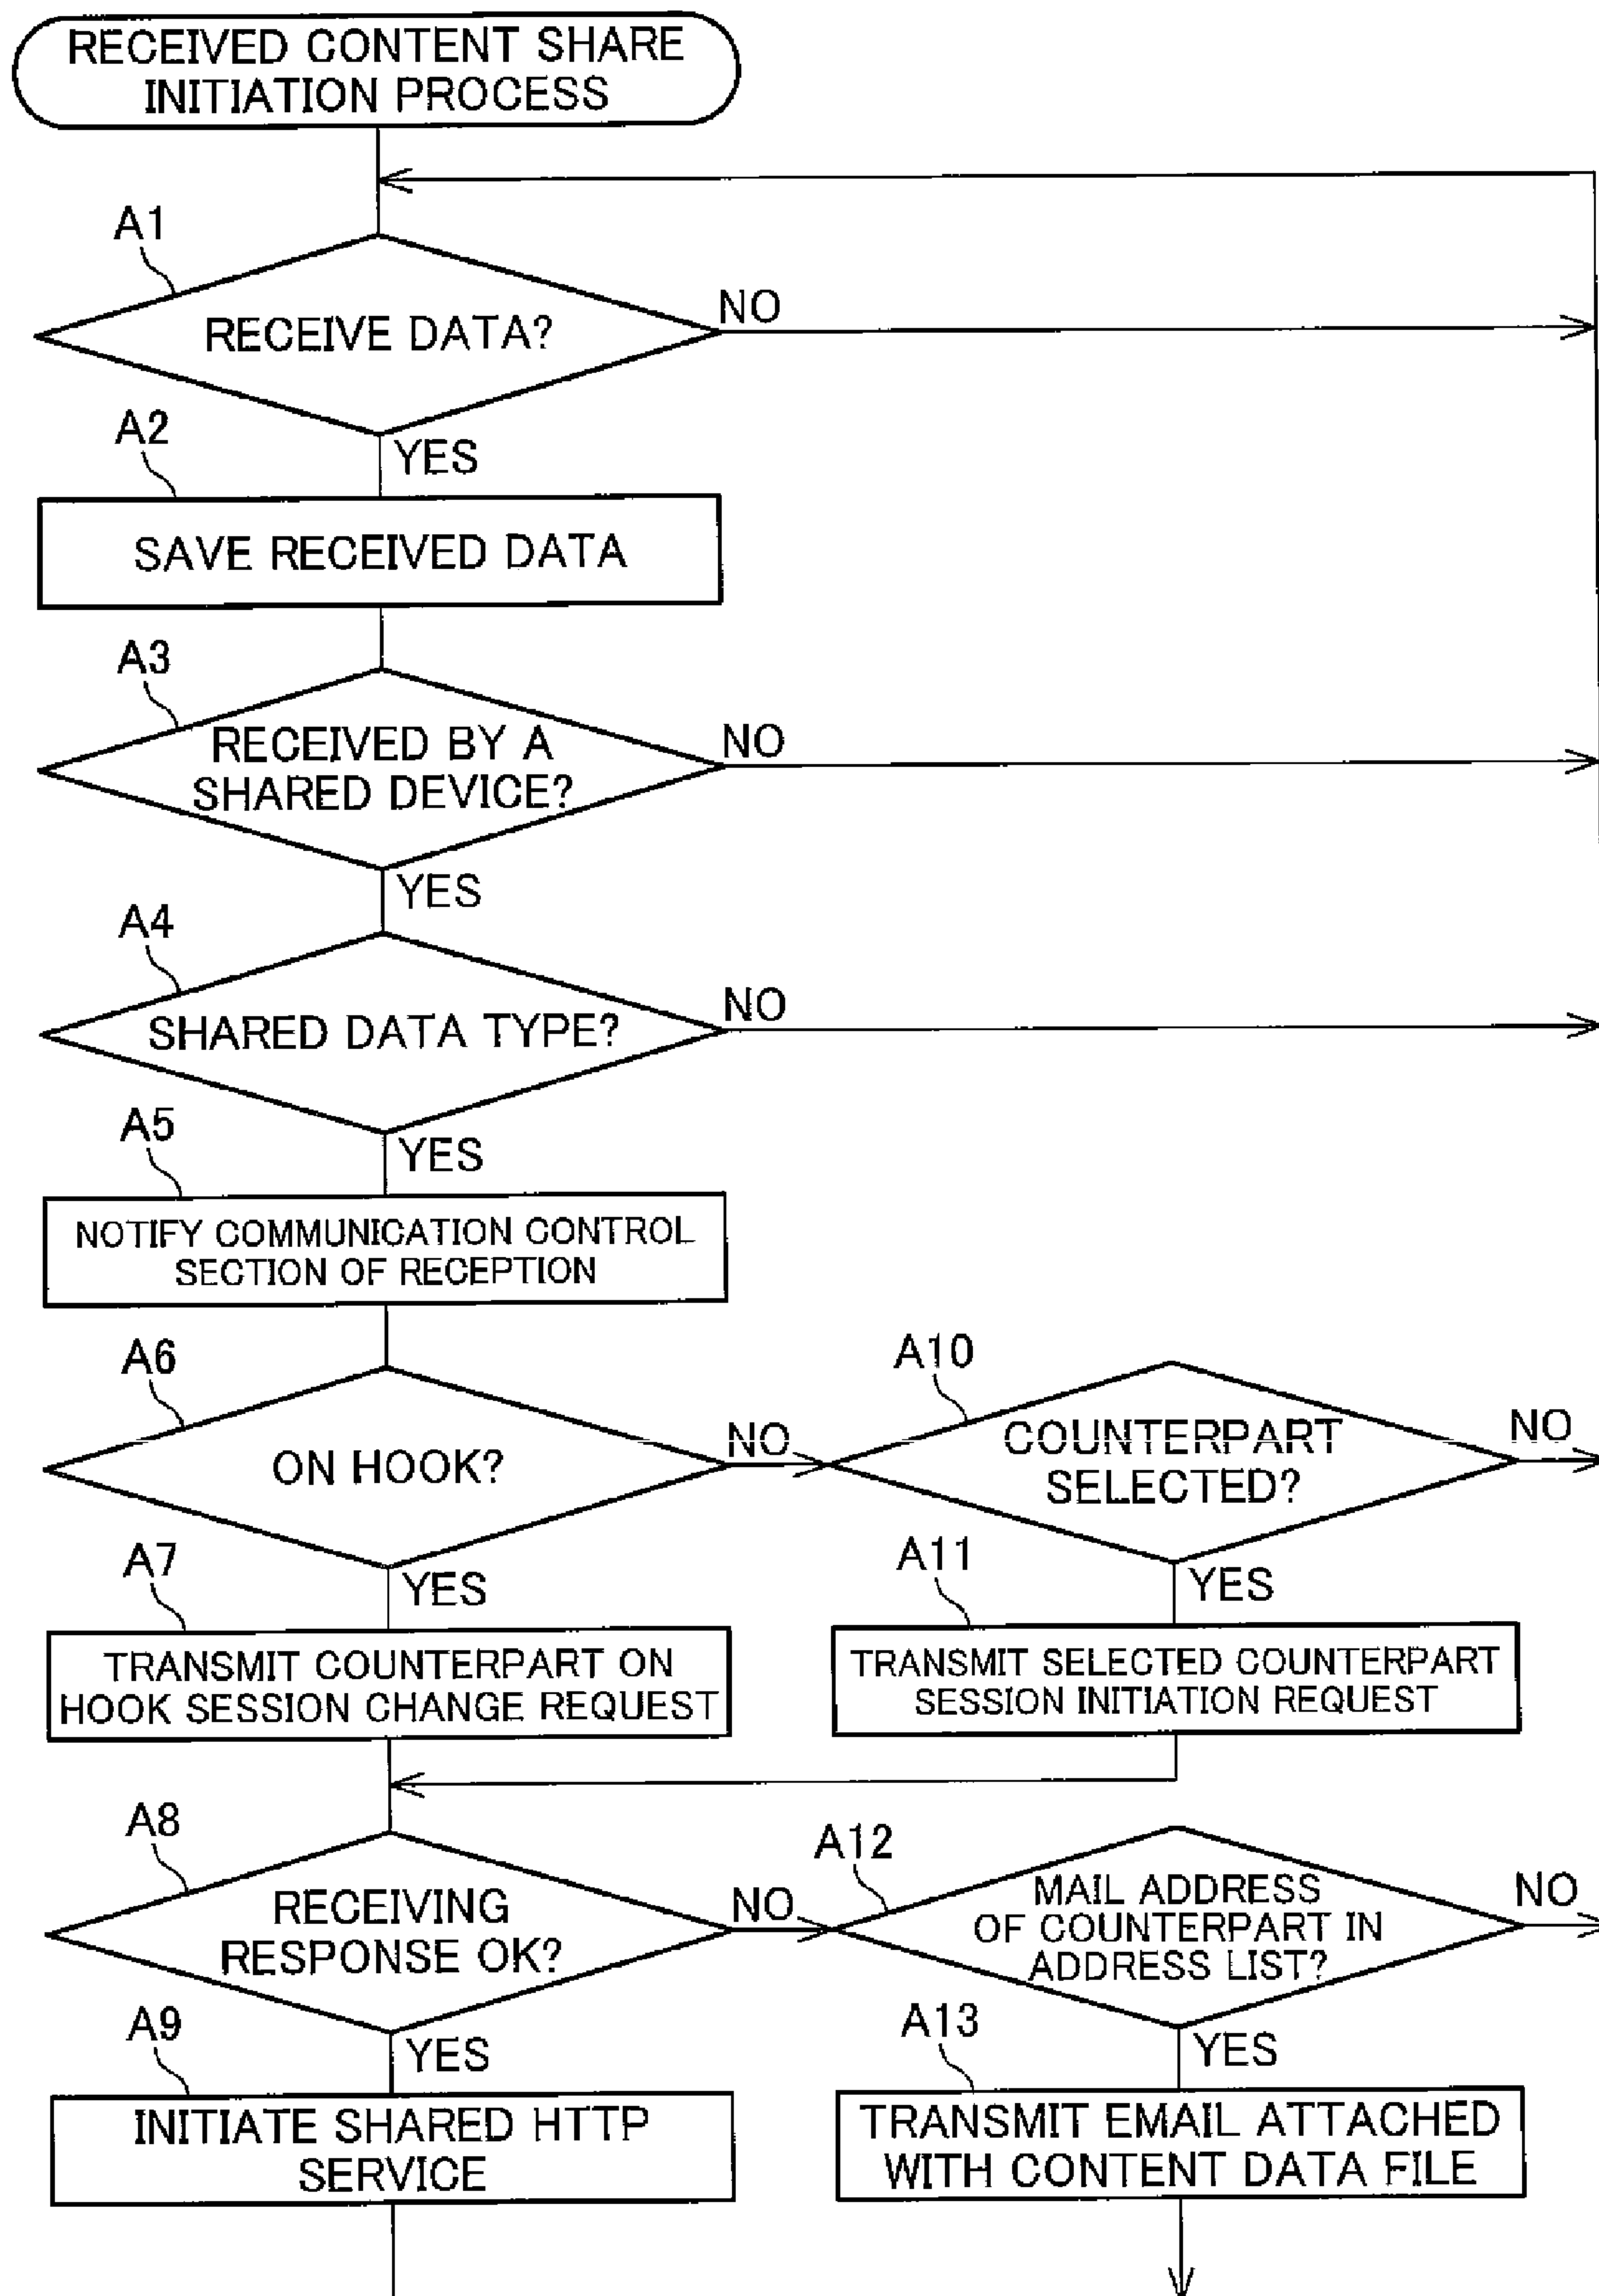 RECEIVED CONTENT SHARE
INITIATION PROCESS
A1
RECEIVE DATA?
NO
YES
A2
SAVE RECEIVED DATA
A3
RECEIVED BY A
SHARED DEVICE?
NO
YES
A4
SHARED DATA TYPE?
NO
YES
A5
NOTIFY COMMUNICATION CONTROL
SECTION OF RECEPTION
A6
ON HOOK?
NO
YES
A10
COUNTERPART
SELECTED?
NO
YES
A7
TRANSMIT COUNTERPART ON
HOOK SESSION CHANGE REQUEST
A11
TRANSMIT SELECTED COUNTERPART
SESSION INITIATION REQUEST
A8
RECEIVING
RESPONSE OK?
NO
YES
A12
MAIL ADDRESS
OF COUNTERPART IN
ADDRESS LIST?
NO
YES
A9
INITIATE SHARED HTTP
SERVICE
A13
TRANSMIT EMAIL ATTACHED
WITH CONTENT DATA FILE